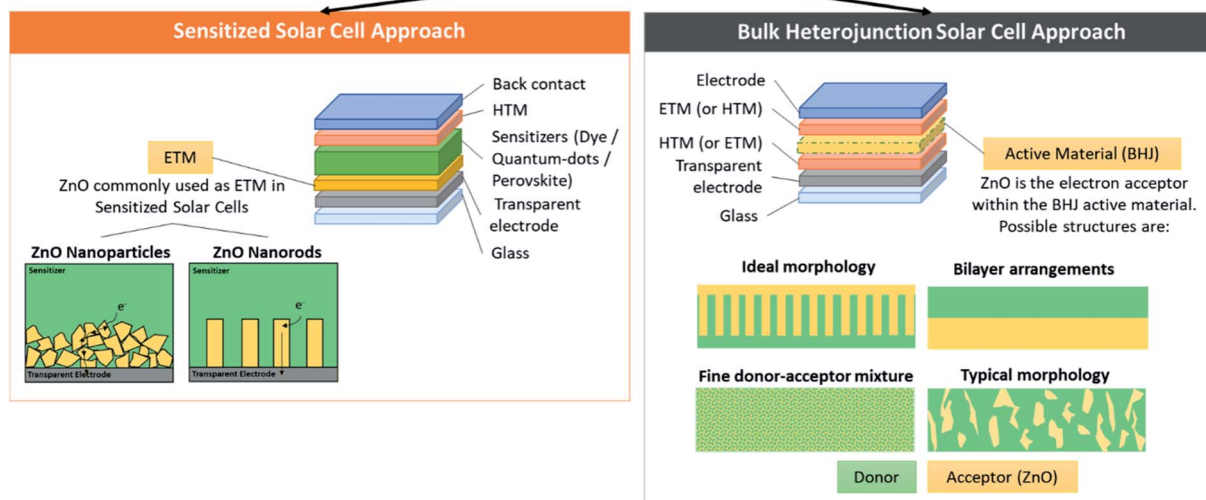 Sensitized Solar Cell Approach
Back contact
HTM
Sensitizers (Dye /
Quantum-dots /
Perovskite)
Transparent
electrode
Glass
ETM
ZnO commonly used as ETM in
Sensitized Solar Cells
ZnO Nanoparticles
ZnO Nanorods
Sensitizer
e-
Transparent Electrode
Sensitizer
e-
Transparent Electrode
Bulk Heterojunction Solar Cell Approach
Electrode
ETM (or HTM)
HTM (or ETM)
Transparent
electrode
Glass
Active Material (BHJ)
ZnO is the electron acceptor
within the BHJ active material.
Possible structures are:
Ideal morphology
Bilayer arrangements
Fine donor-acceptor mixture
Typical morphology
Donor
Acceptor (ZnO)